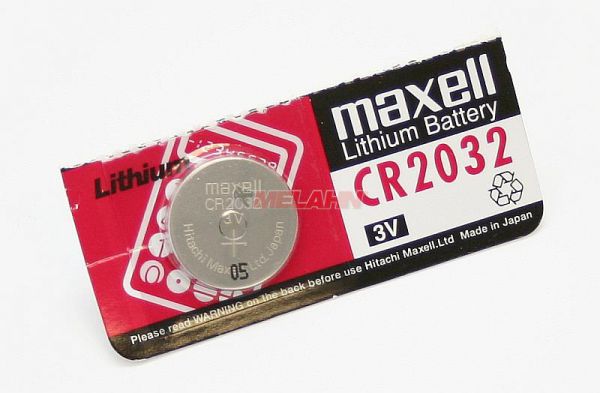 maxell
Lithium Battery
CR2032
3V
Lithium
maxell
CR2032
3V
Hitachi Maxell.Ltd.Japan
05
MELAHN
Hitachi Maxell.Ltd Made in Japan
Please read WARNING on the back before use